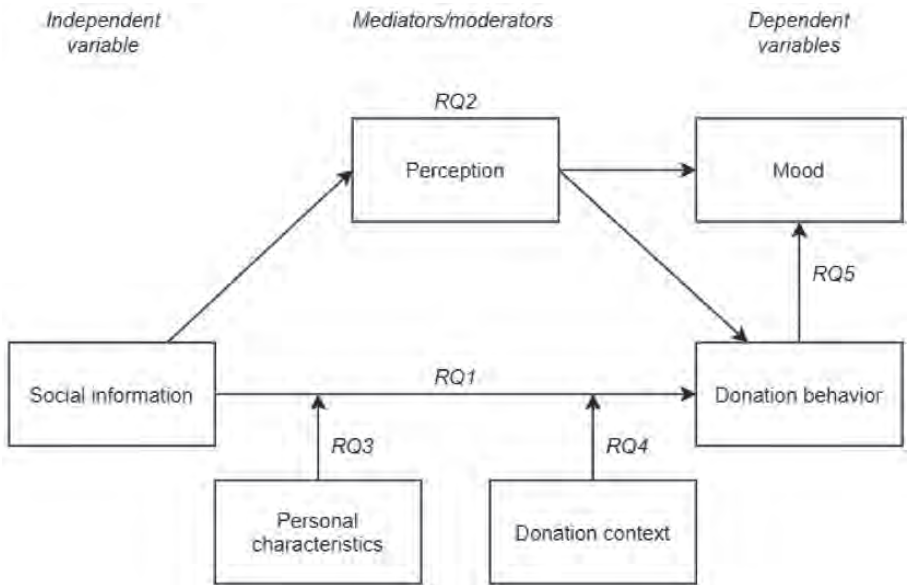 Independent
variable
Mediators/moderators
Dependent
variables
RQ2
Perception
Mood
RQ5
Social information
RQ1
Donation behavior
RQ3
RQ4
Personal
characteristics
Donation context